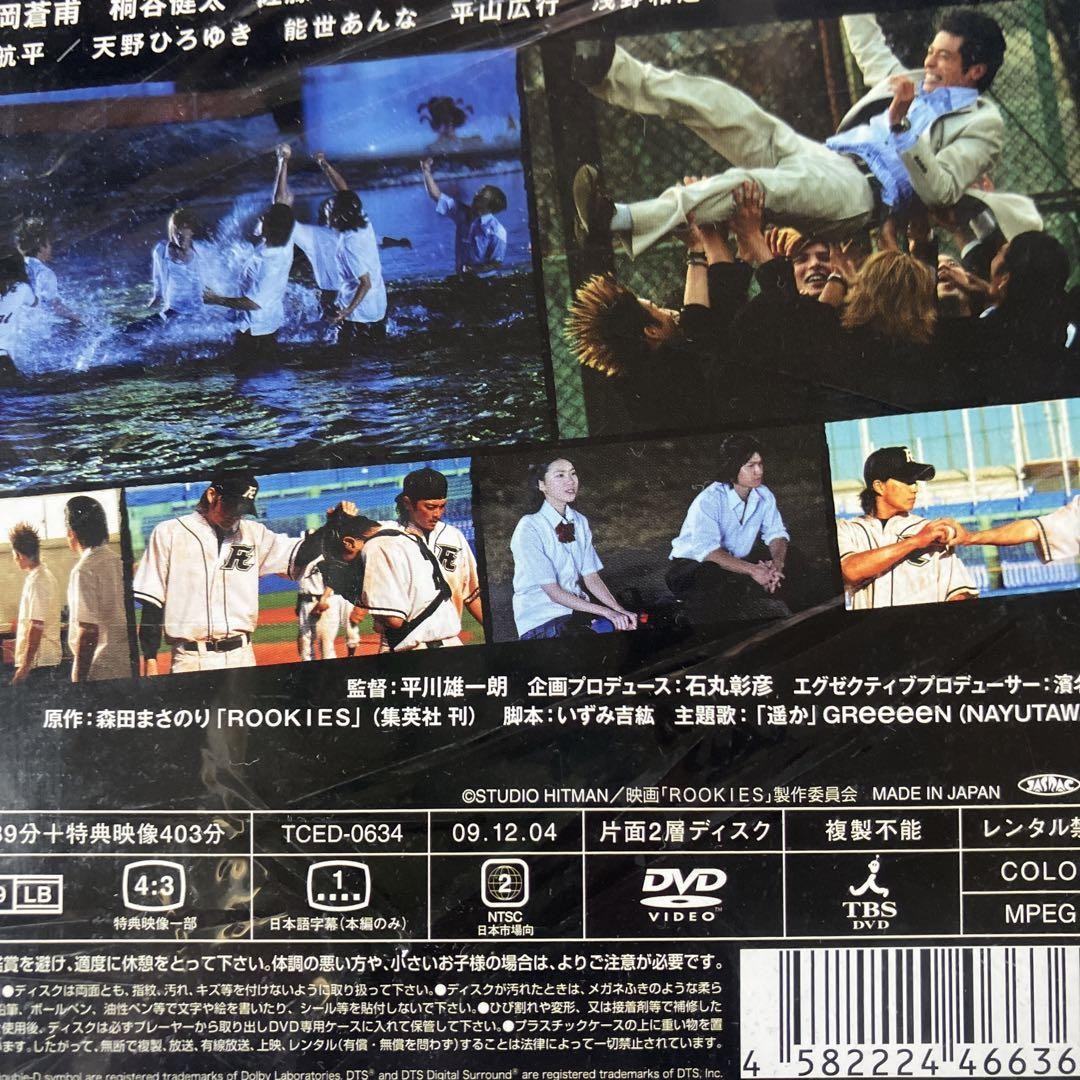 岡蒼甫 桐谷健太
航平／天野ひろゆき 能世あんな 平山広行
監督：平川雄一朗 企画プロデュース：石丸彰彦 エグゼクティブプロデューサー：濱名
原作：森田まさのり「ROOKIES」（集英社 刊） 脚本：いずみ吉紘 主題歌：「遥か」GReeeeN（NAYUTAW
©STUDIO HITMAN／映画「ROOKIES」製作委員会 MADE IN JAPAN JASRAC
39分＋特典映像403分 TCED-0634 09.12.04 片面2層ディスク 複製不能 レンタル禁
9 LB 4:3 1 2 DVD VIDEO TBS DVD COLO
MPEG
特典映像一部 日本語字幕（本編のみ） NTSC 日本市場向
鑑賞を避け、適度に休憩をとって下さい。体調の悪い方や、小さいお子様の場合は、よりご注意が必要です。
●ディスクは両面とも、指紋、汚れ、キズ等を付けないように取り扱って下さい。●ディスクが汚れたときは、メガネふきのような柔ら
鉛筆、ボールペン、油性ペン等で文字や絵を書いたり、シール等を貼付しないで下さい。●ひび割れや変形、又は接着剤等で補修した
使用後、ディスクは必ずプレーヤーから取り出しDVD専用ケースに入れて保管して下さい。●プラスチックケースの上に重い物を置
ます。したがって、無断で複製、放送、有線放送、上映、レンタル（有償・無償を問わず）することは法律によって一切禁止されています。
ouble-D symbol are registered trademarks of Dolby Laboratories. DTS® and DTS Digital Surround® are registered trademarks of DTS, Inc.
4 582224 46636